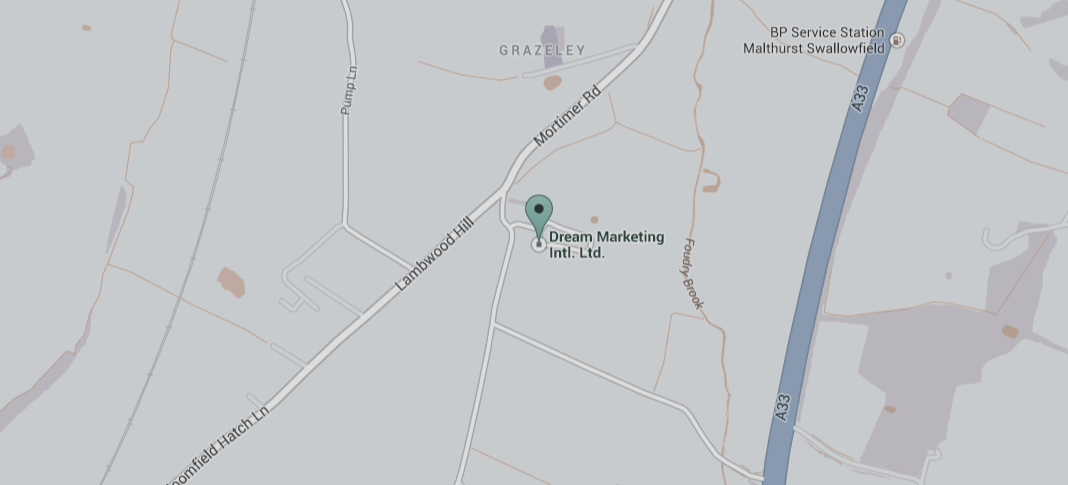 BP Service Station
Malthurst Swallowfield
GRAZELEY
Pump Ln
A33
Mortimer Rd
Dream Marketing
Intl. Ltd.
Lambwood Hill
Foudry Brook
A33
oomfield Hatch Ln